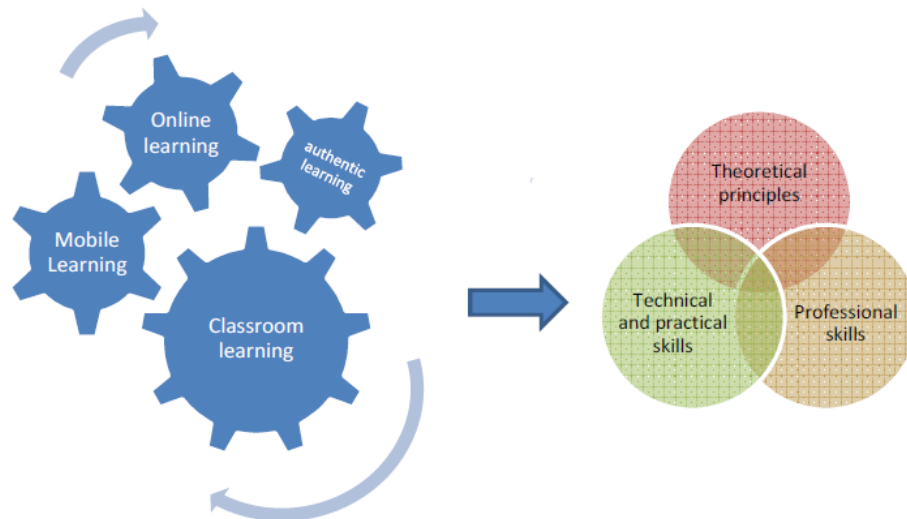 Online
learning
authentic
learning
Mobile
Learning
Classroom
learning
Theoretical
principles
Technical
and practical
skills
Professional
skills